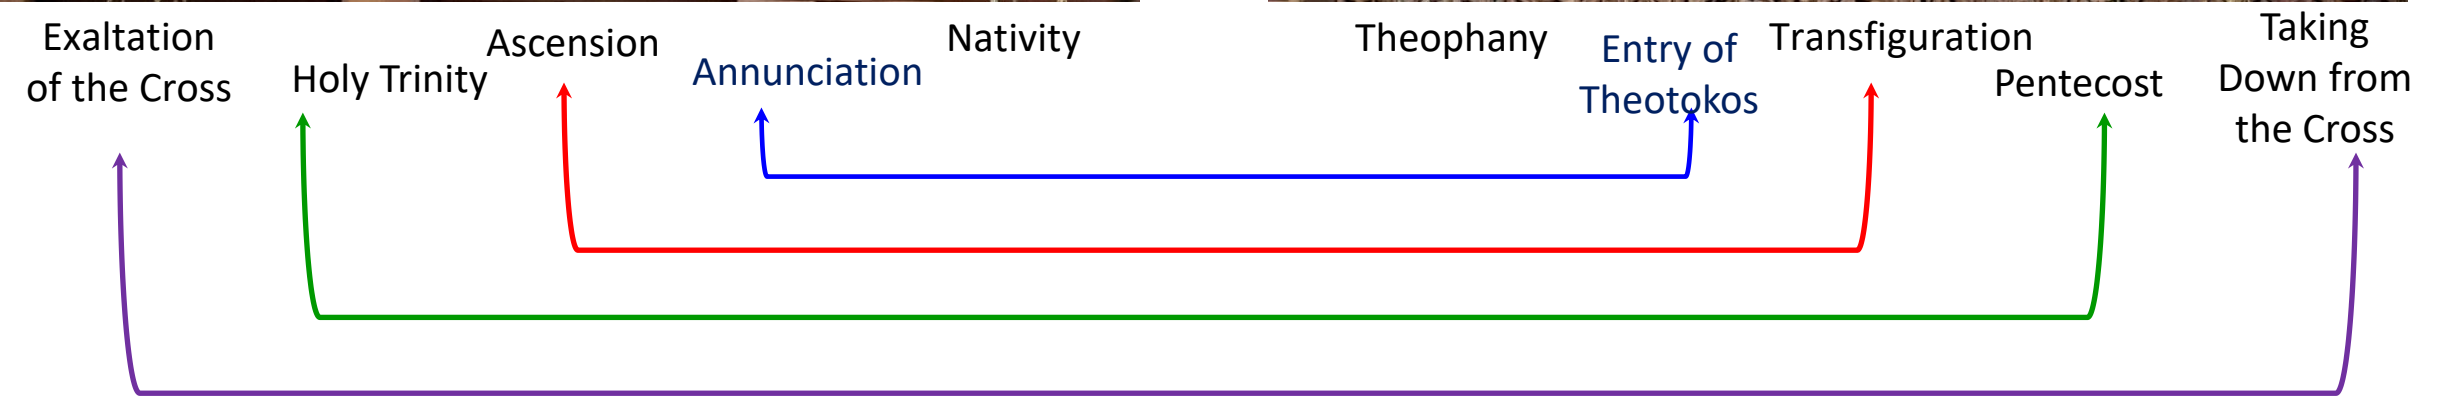 Exaltation
of the Cross
Holy Trinity
Ascension
Annunciation
Nativity
Theophany
Entry of
Theotokos
Transfiguration
Pentecost
Taking
Down from
the Cross